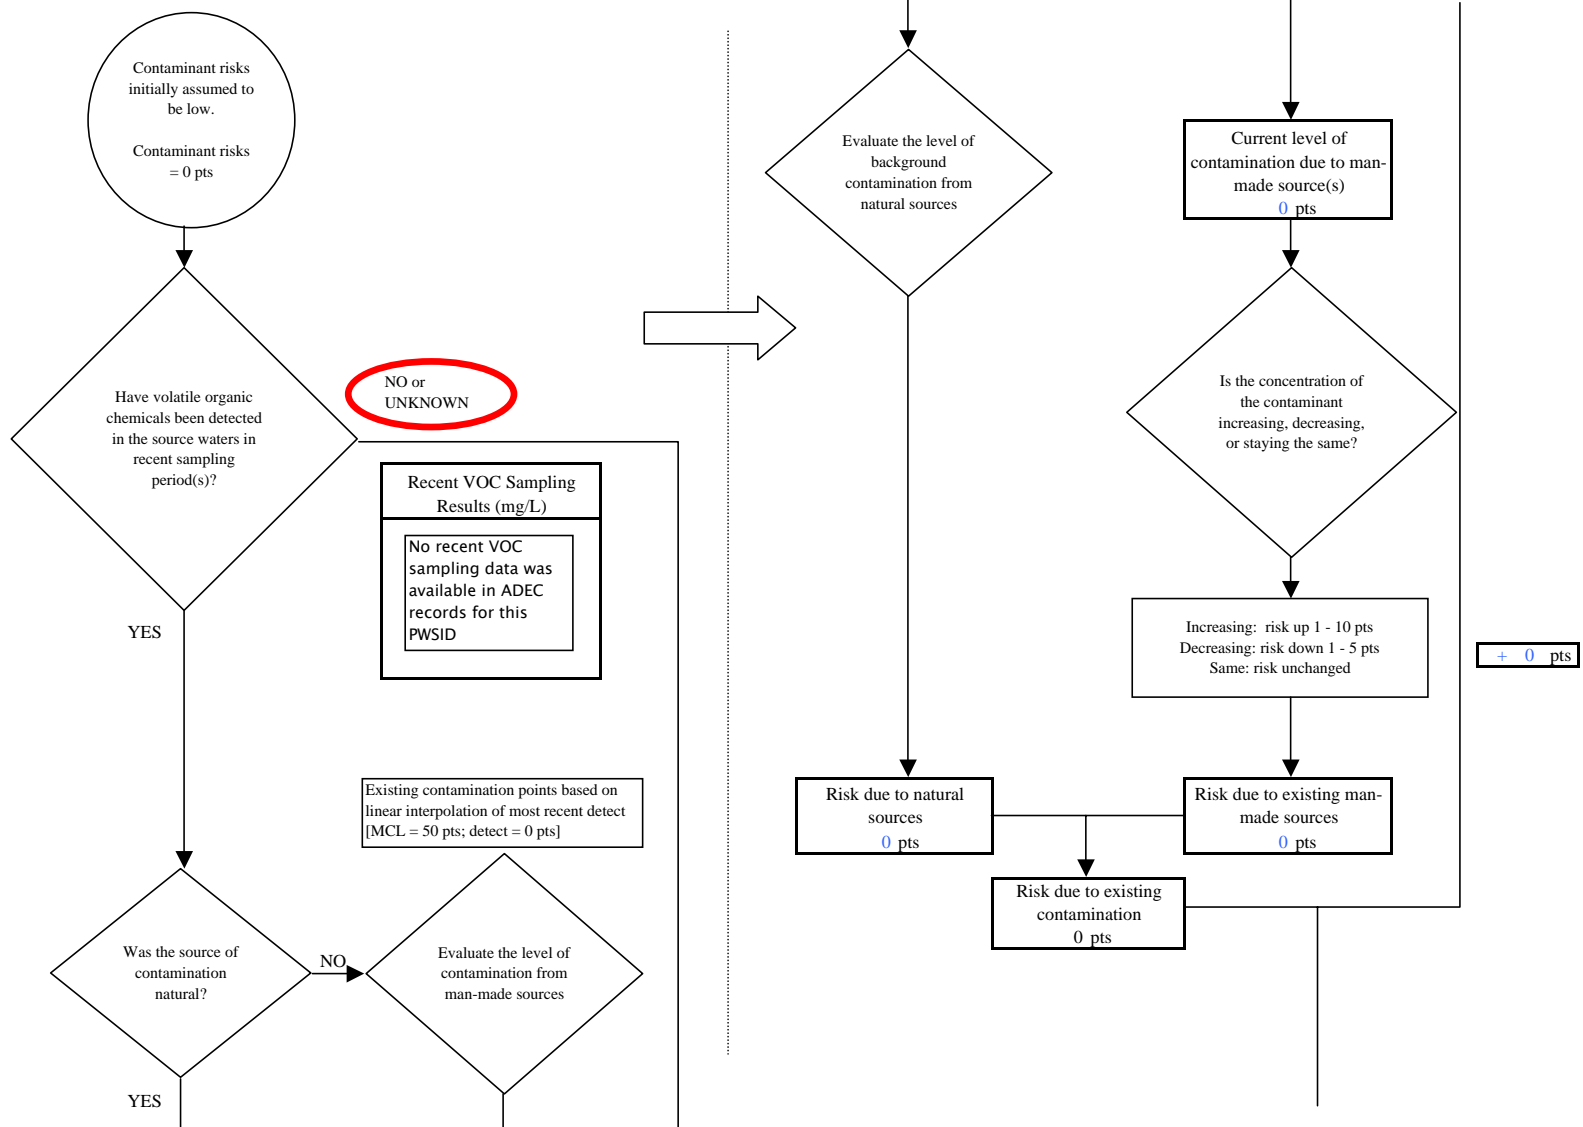 Contaminant risks
initially assumed to
be low.
Contaminant risks
= 0 pts
Have volatile organic
chemicals been detected
in the source waters in
recent sampling
period(s)?
NO or
UNKNOWN
Recent VOC Sampling
Results (mg/L)
No recent VOC
sampling data was
available in ADEC
records for this
PWSID
YES
Existing contamination points based on
linear interpolation of most recent detect
[MCL = 50 pts; detect = 0 pts]
Was the source of
contamination
natural?
NO
Evaluate the level of
contamination from
man-made sources
YES
Evaluate the level of
background
contamination from
natural sources
Current level of
contamination due to man-
made source(s)
0 pts
Is the concentration of
the contaminant
increasing, decreasing,
or staying the same?
Increasing: risk up 1 - 10 pts
Decreasing: risk down 1 - 5 pts
Same: risk unchanged
+ 0 pts
Risk due to natural
sources
0 pts
Risk due to existing man-
made sources
0 pts
Risk due to existing
contamination
0 pts